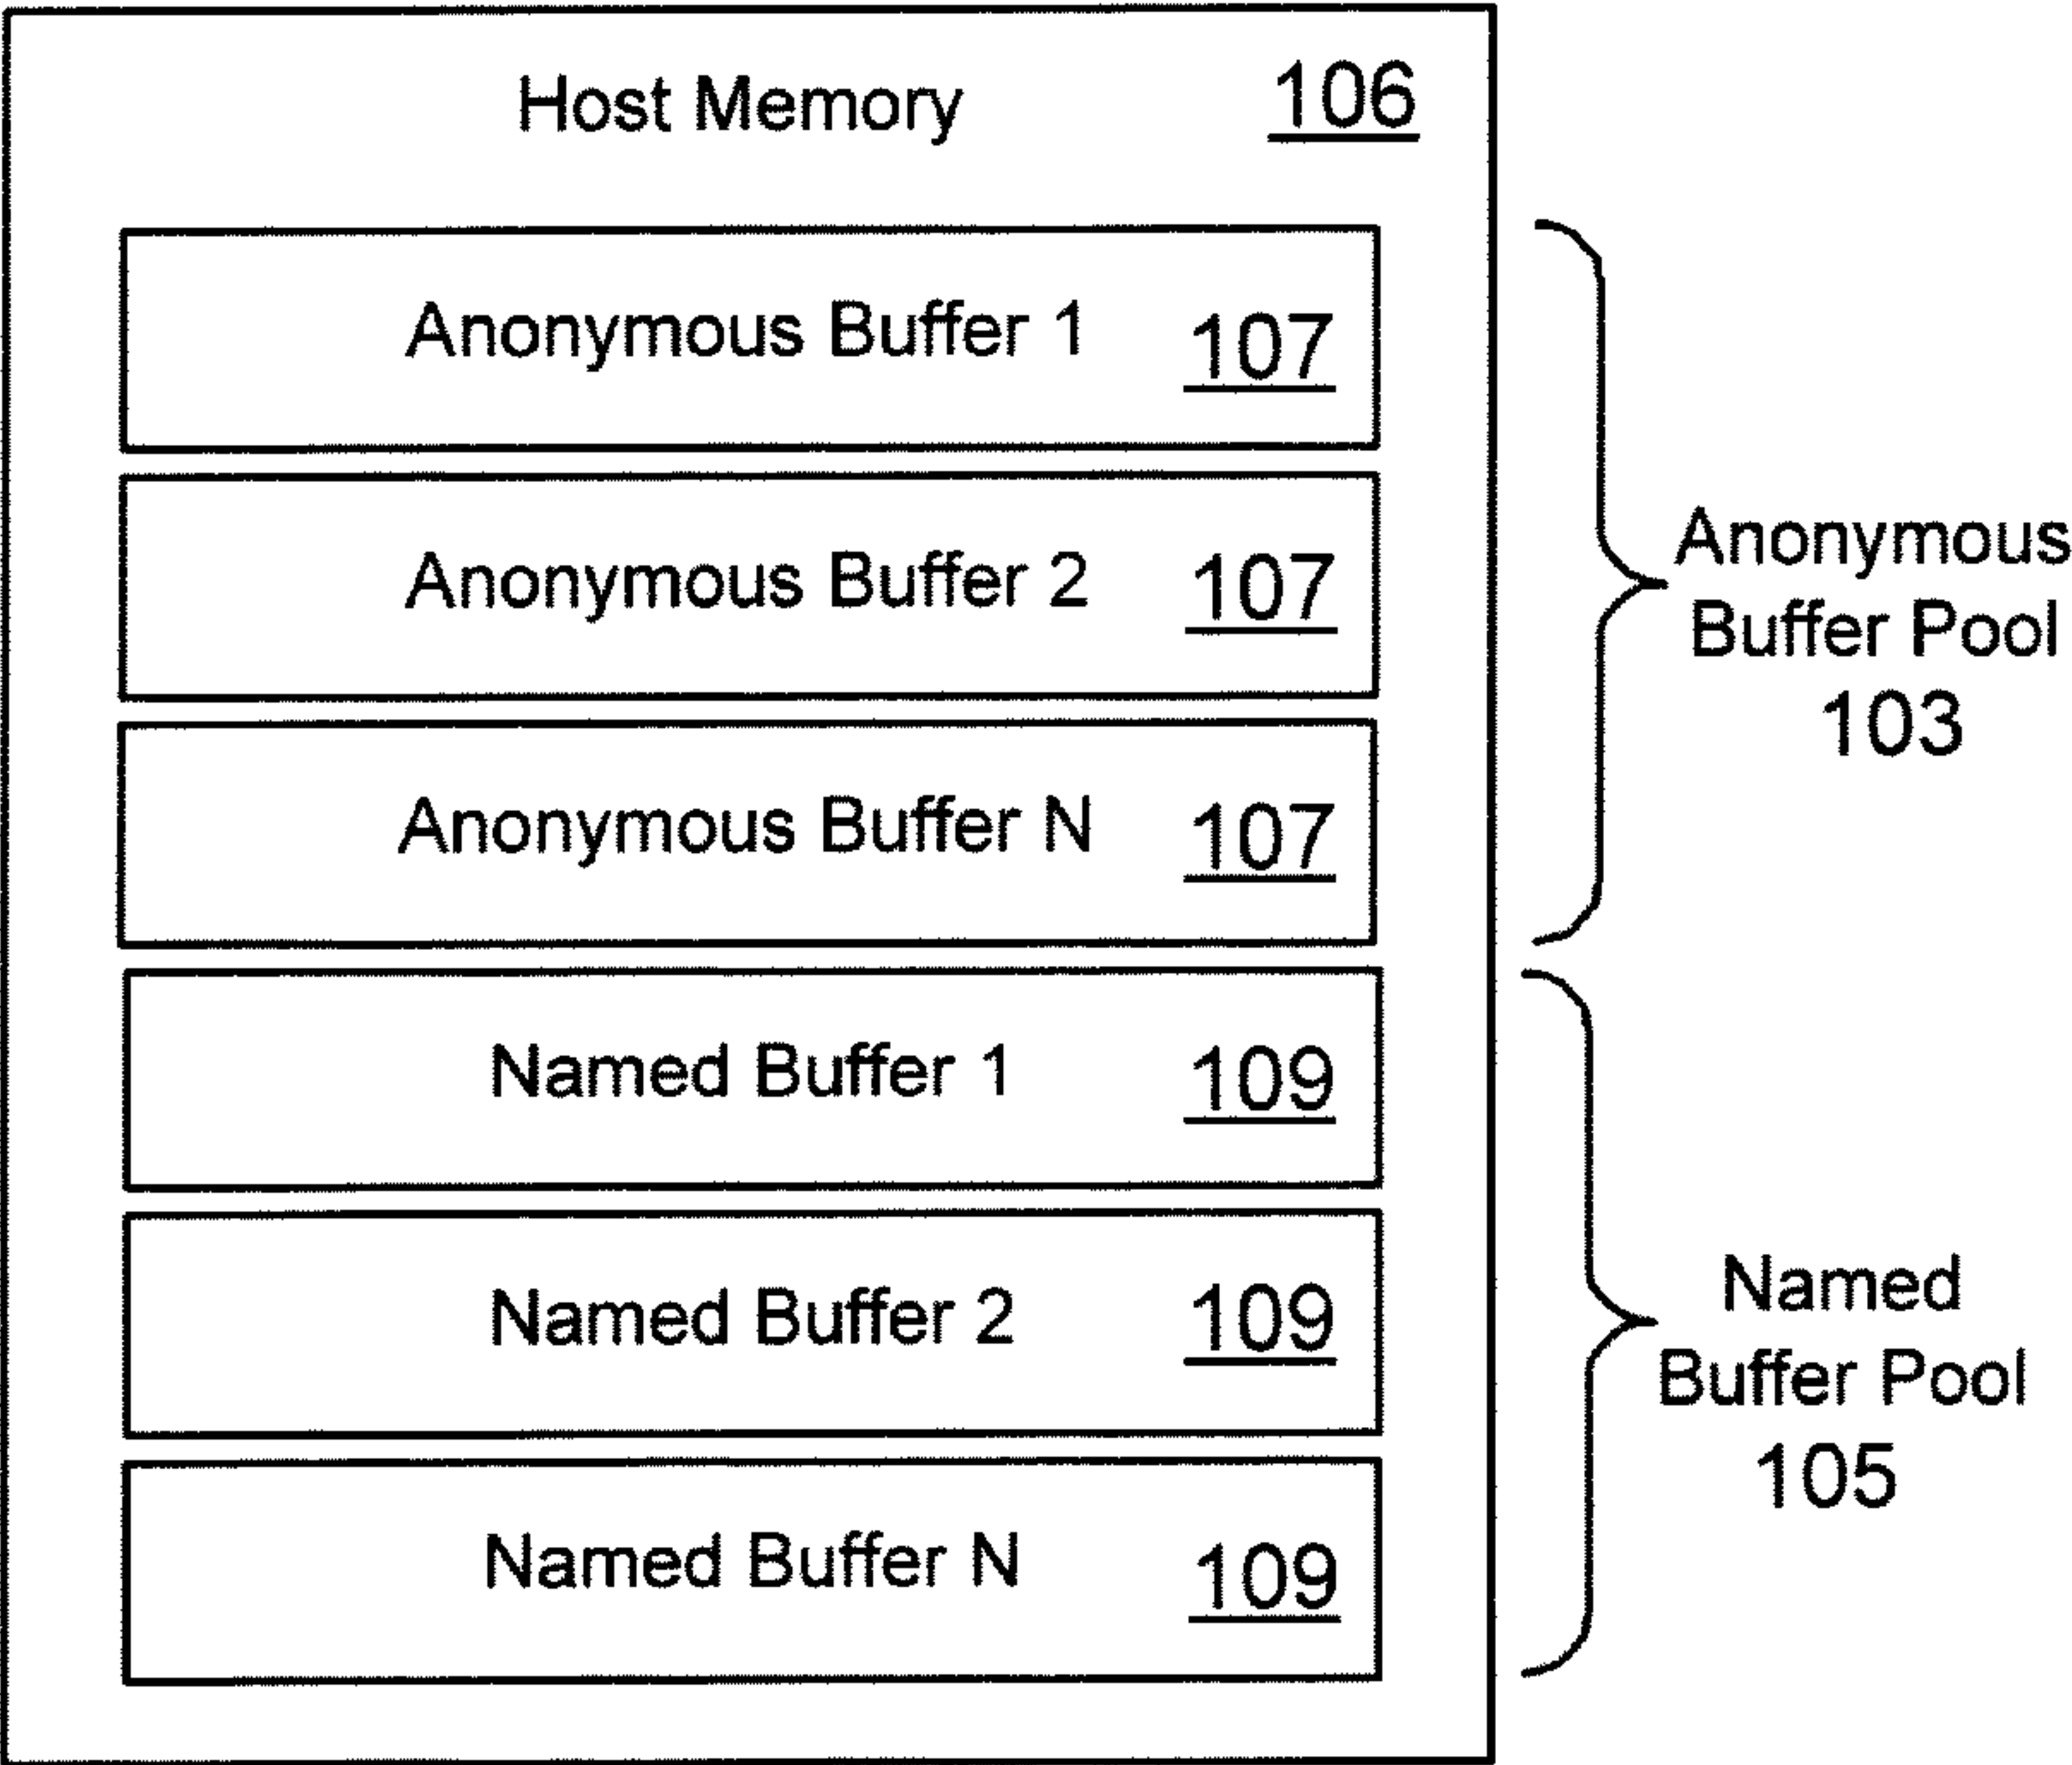 Host Memory 106
Anonymous Buffer 1 107
Anonymous Buffer 2 107
Anonymous Buffer N 107
Anonymous
Buffer Pool
103
Named Buffer 1 109
Named Buffer 2 109
Named Buffer N 109
Named
Buffer Pool
105